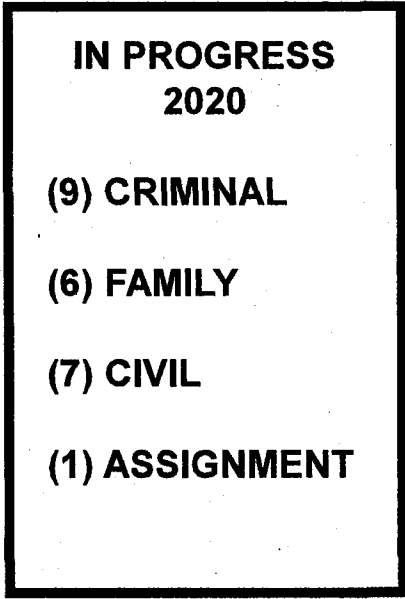 IN PROGRESS
2020
(9) CRIMINAL
(6) FAMILY
(7) CIVIL
(1) ASSIGNMENT